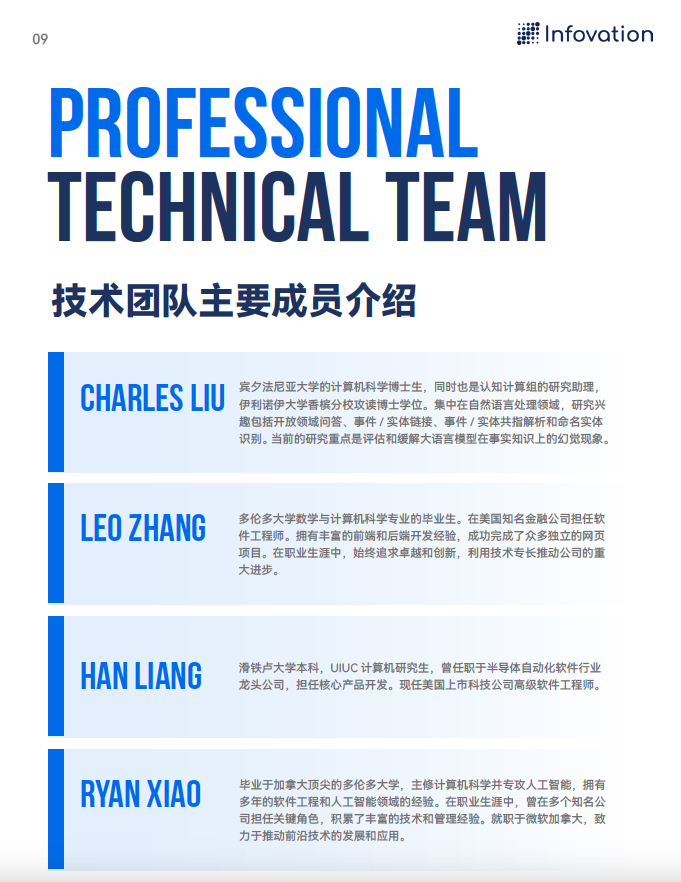 09
Infovation
PROFESSIONAL
TECHNICAL TEAM
技术团队主要成员介绍
CHARLES LIU
宾夕法尼亚大学的计算机科学博士生，同时也是认知计算组的研究助理，
伊利诺伊大学香槟分校攻读博士学位。集中在自然语言处理领域，研究兴
趣包括开放领域问答、事件 / 实体链接、事件 / 实体共指解析和命名实体
识别。当前的研究重点是评估和缓解大语言模型在事实知识上的幻觉现象。
LEO ZHANG
多伦多大学数学与计算机科学专业的毕业生。在美国知名金融公司担任软
件工程师。拥有丰富的前端和后端开发经验，成功完成了众多独立的网页
项目。在职业生涯中，始终追求卓越和创新，利用技术专长推动公司的重
大进步。
HAN LIANG
滑铁卢大学本科，UIUC 计算机研究生，曾任职于半导体自动化软件行业
龙头公司，担任核心产品开发。现任美国上市科技公司高级软件工程师。
RYAN XIAO
毕业于加拿大顶尖的多伦多大学，主修计算机科学并专攻人工智能，拥有
多年的软件工程和人工智能领域的经验。在职业生涯中，曾在多个知名公
司担任关键角色，积累了丰富的技术和管理经验。就职于微软加拿大，致
力于推动前沿技术的发展和应用。